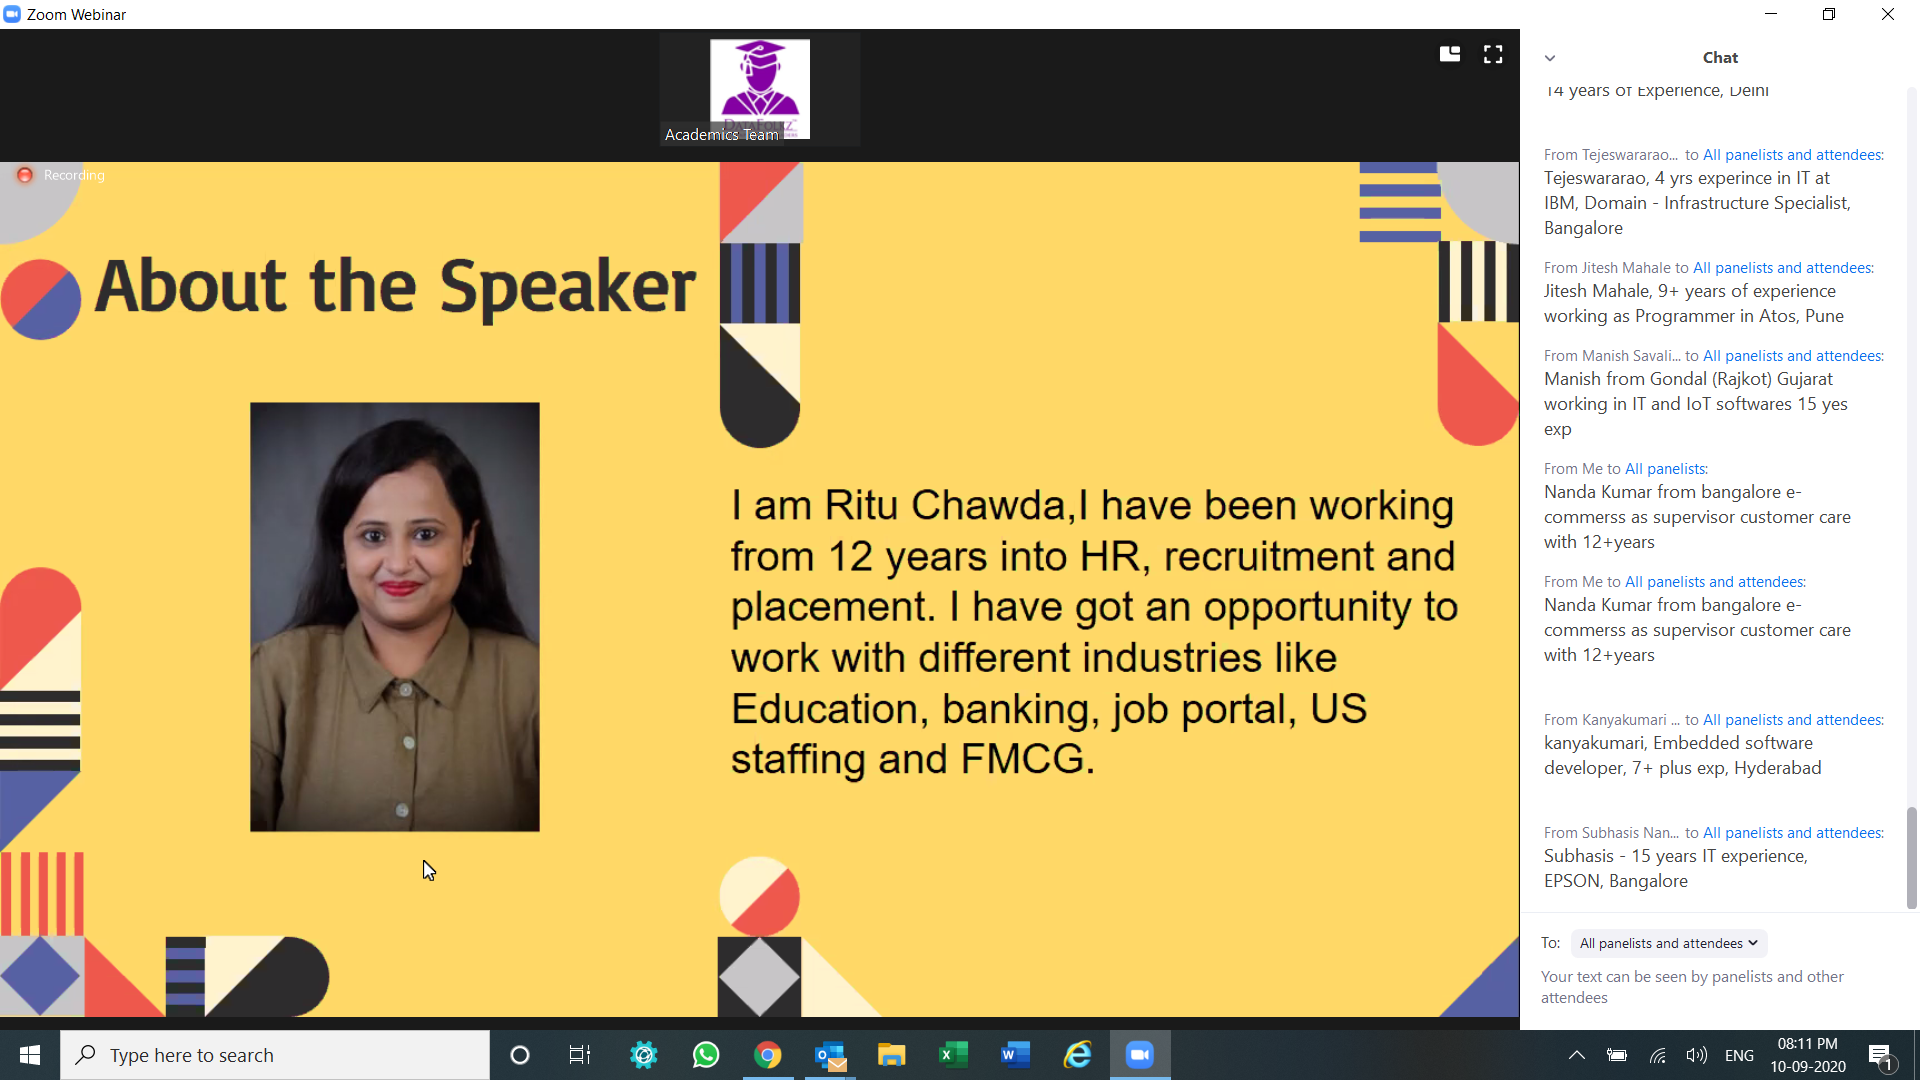 Zoom Webinar
Academics Team
Recording
About the Speaker
I am Ritu Chawda,I have been working
from 12 years into HR, recruitment and
placement. I have got an opportunity to
work with different industries like
Education, banking, job portal, US
staffing and FMCG.
Chat
14 years of Experience, Delhi
From Tejeswararao... to All panelists and attendees:
Tejeswararao, 4 yrs experince in IT at
IBM, Domain - Infrastructure Specialist,
Bangalore
From Jitesh Mahale to All panelists and attendees:
Jitesh Mahale, 9+ years of experience
working as Programmer in Atos, Pune
From Manish Savali... to All panelists and attendees:
Manish from Gondal (Rajkot) Gujarat
working in IT and IoT softwares 15 yes
exp
From Me to All panelists:
Nanda Kumar from bangalore e-
commerss as supervisor customer care
with 12+years
From Me to All panelists and attendees:
Nanda Kumar from bangalore e-
commerss as supervisor customer care
with 12+years
From Kanyakumari ... to All panelists and attendees:
kanyakumari, Embedded software
developer, 7+ plus exp, Hyderabad
From Subhasis Nan... to All panelists and attendees:
Subhasis - 15 years IT experience,
EPSON, Bangalore
To: All panelists and attendees
Your text can be seen by panelists and other
attendees
Type here to search
ENG
08:11 PM
10-09-2020
1